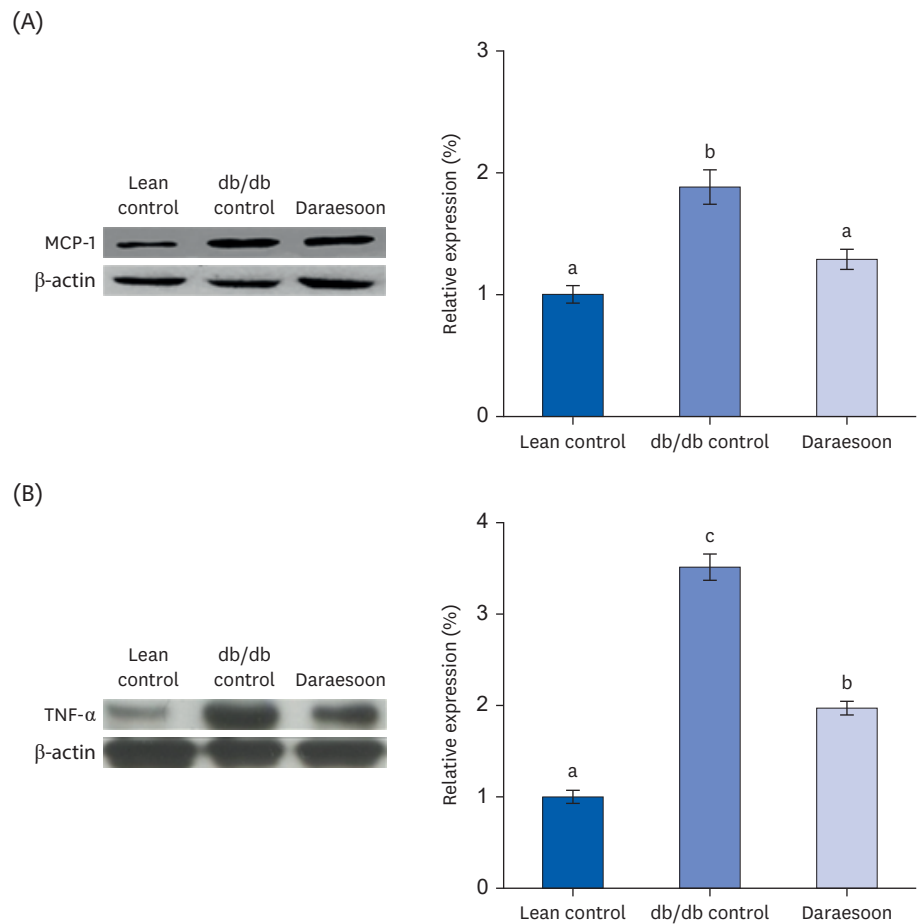 (A)
Lean control
db/db control
Daraesoon
MCP-1
β-actin
Relative expression (%)
3
2
1
0
a
b
a
Lean control
db/db control
Daraesoon
(B)
Lean control
db/db control
Daraesoon
TNF-α
β-actin
Relative expression (%)
4
3
2
1
0
a
c
b
Lean control
db/db control
Daraesoon